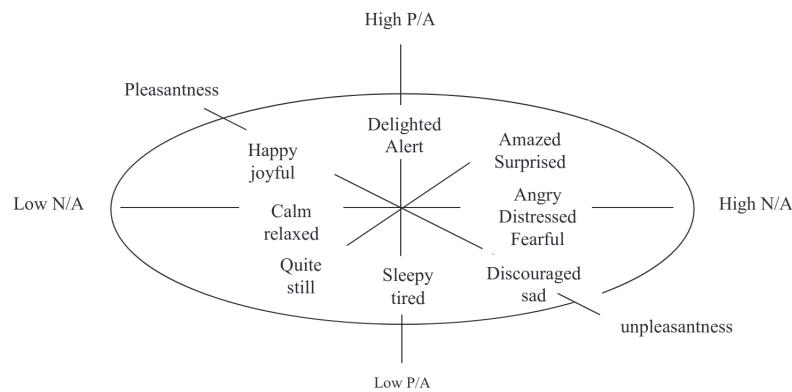 High P/A
Pleasantness
Delighted
Alert
Amazed
Surprised
Happy
joyful
Low N/A
High N/A
Angry
Distressed
Fearful
Calm
relaxed
Quite
still
Sleepy
tired
Discouraged
sad
unpleasantness
Low P/A